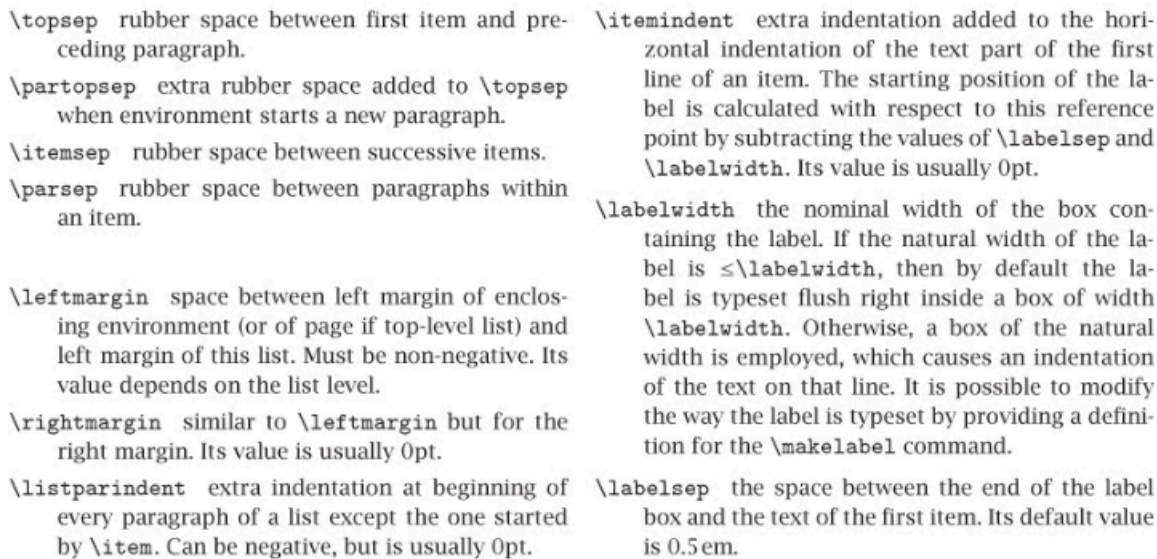 \topsep rubber space between first item and pre-
ceding paragraph.
\partopsep extra rubber space added to \topsep
when environment starts a new paragraph.
\itemsep rubber space between successive items.
\parsep rubber space between paragraphs within
an item.
\leftmargin space between left margin of enclos-
ing environment (or of page if top-level list) and
left margin of this list. Must be non-negative. Its
value depends on the list level.
\rightmargin similar to \leftmargin but for the
right margin. Its value is usually 0pt.
\listparindent extra indentation at beginning of
every paragraph of a list except the one started
by \item. Can be negative, but is usually 0pt.
\itemindent extra indentation added to the hori-
zontal indentation of the text part of the first
line of an item. The starting position of the la-
bel is calculated with respect to this reference
point by subtracting the values of \labelsep and
\labelwidth. Its value is usually 0pt.
\labelwidth the nominal width of the box con-
taining the label. If the natural width of the la-
bel is ≤\labelwidth, then by default the la-
bel is typeset flush right inside a box of width
\labelwidth. Otherwise, a box of the natural
width is employed, which causes an indentation
of the text on that line. It is possible to modify
the way the label is typeset by providing a defini-
tion for the \makelabel command.
\labelsep the space between the end of the label
box and the text of the first item. Its default value
is 0.5 em.